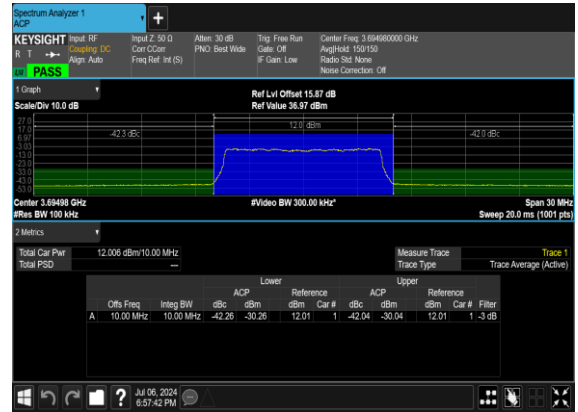 Spectrum Analyzer 1
ACP
KEYSIGHT Input: RF Input Z: 50 Ω Atten: 30 dB Trig: Free Run Center Freq: 3.694980000 GHz
R T Coupling: DC Corr CCorr PNO: Best Wide Gate: Off Avg|Hold: 150/150
Align: Auto Freq Ref: Int (S) IF Gain: Low Radio Std: None
PASS Noise Correction: Off
1 Graph
Ref Lvl Offset 15.87 dB
Scale/Div 10.0 dB Ref Value 36.97 dBm
27.0
17.0
6.97
-3.03
-13.0
-23.0
-33.0
-43.0
-53.0
-42.3 dBc 12.0 dBm -42.0 dBc
Center 3.69498 GHz #Video BW 300.00 kHz* Span 30 MHz
#Res BW 100 kHz Sweep 20.0 ms (1001 pts)
2 Metrics
Total Car Pwr 12.006 dBm/10.00 MHz Measure Trace Trace 1
Total PSD --- Trace Type Trace Average (Active)
Lower Upper
ACP Reference ACP Reference
Offs Freq Integ BW dBc dBm dBm Car # dBc dBm dBm Car # Filter
A 10.00 MHz 10.00 MHz -42.26 -30.26 12.01 1 -42.04 -30.04 12.01 1 -3 dB
Jul 06, 2024
6:57:42 PM